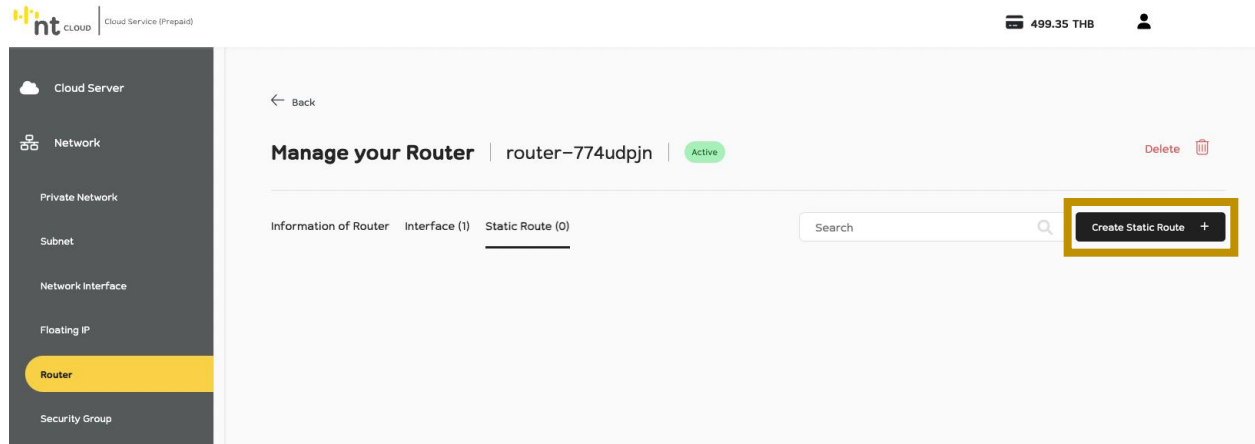 nt CLOUD Cloud Service (Prepaid)
499.35 THB
Cloud Server
Network
Private Network
Subnet
Network Interface
Floating IP
Router
Security Group
Back
Manage your Router router-774udpjn Active
Delete
Information of Router Interface (1) Static Route (0)
Search
Create Static Route +